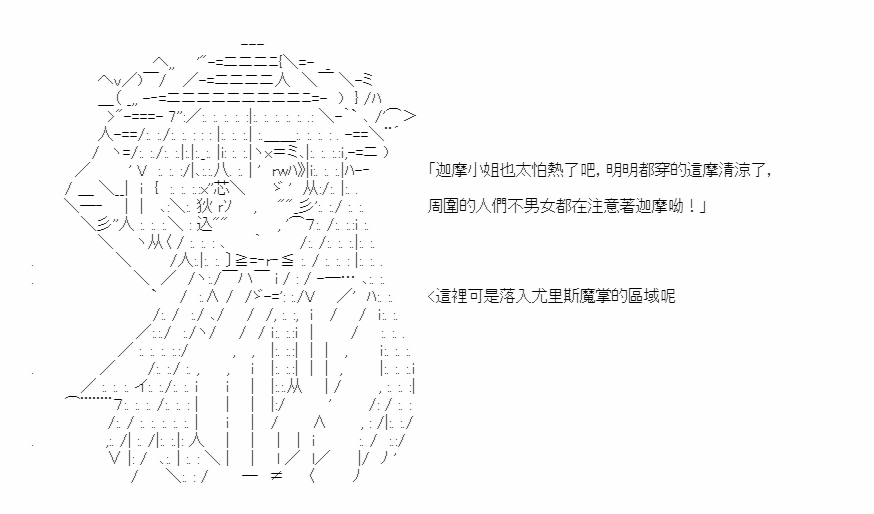 「迦摩小姐也太怕熱了吧，明明都穿的這麼清涼了，
周圍的人們不男女都在注意著迦摩呦！」
<這裡可是落入尤里斯魔掌的區域呢